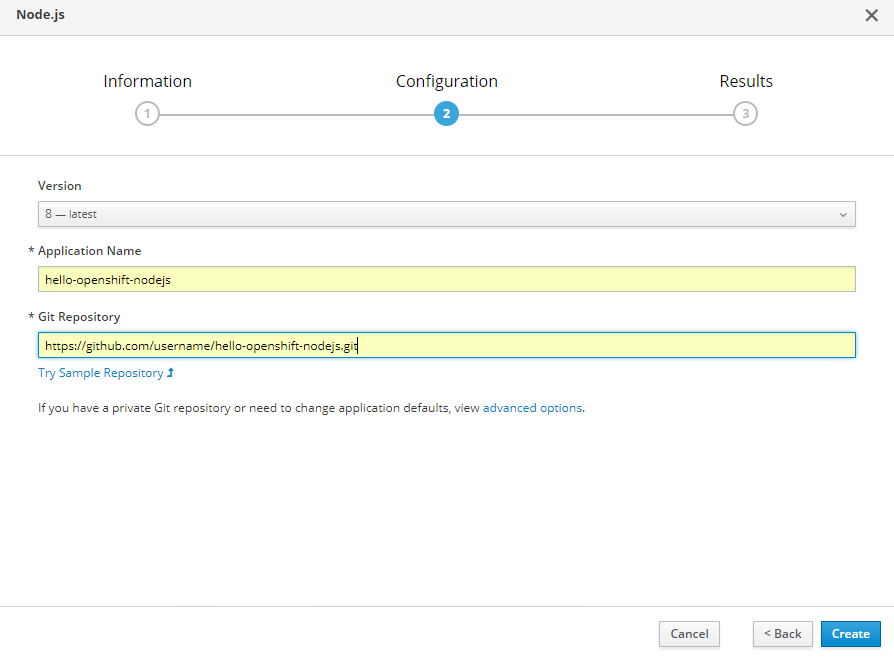 Node.js
Information Configuration Results
1 2 3
Version
8 — latest
* Application Name
hello-openshift-nodejs
* Git Repository
https://github.com/username/hello-openshift-nodejs.git
Try Sample Repository
If you have a private Git repository or need to change application defaults, view advanced options.
Cancel < Back Create